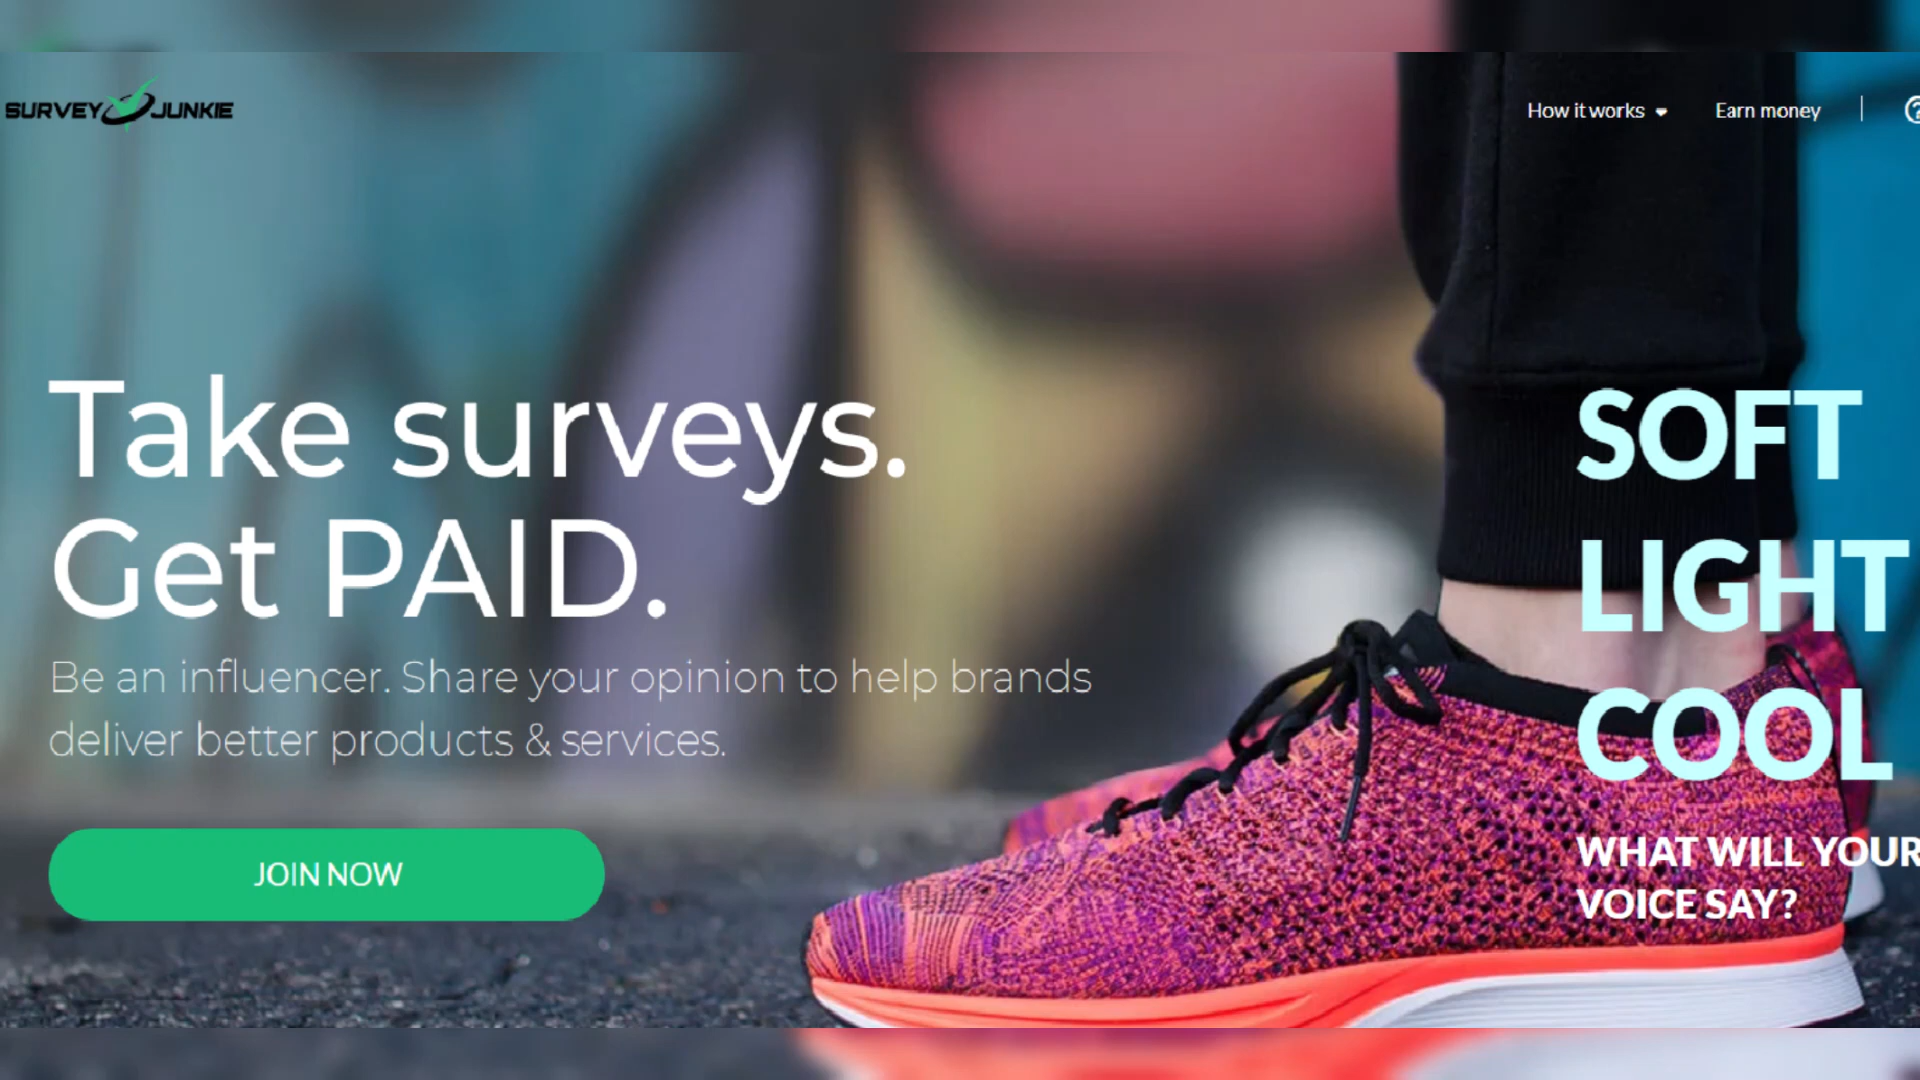 SURVEY JUNKIE
How it works
Earn money
Take surveys.
Get PAID.
Be an influencer. Share your opinion to help brands
deliver better products & services.
JOIN NOW
SOFT
LIGHT
COOL
WHAT WILL YOUR
VOICE SAY?